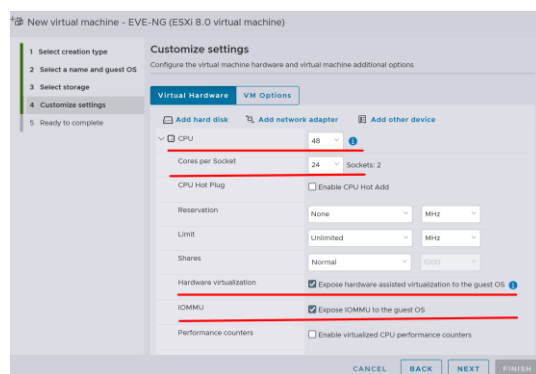 New virtual machine - EVE-NG (ESXi 8.0 virtual machine)
1 Select creation type
2 Select a name and guest OS
3 Select storage
4 Customize settings
5 Ready to complete
Customize settings
Configure the virtual machine hardware and virtual machine additional options
Virtual Hardware VM Options
Add hard disk Add network adapter Add other device
CPU 48
Cores per Socket 24 Sockets: 2
CPU Hot Plug Enable CPU Hot Add
Reservation None MHz
Limit Unlimited MHz
Shares Normal 1000
Hardware virtualization Expose hardware assisted virtualization to the guest OS
IOMMU Expose IOMMU to the guest OS
Performance counters Enable virtualized CPU performance counters
CANCEL BACK NEXT FINISH